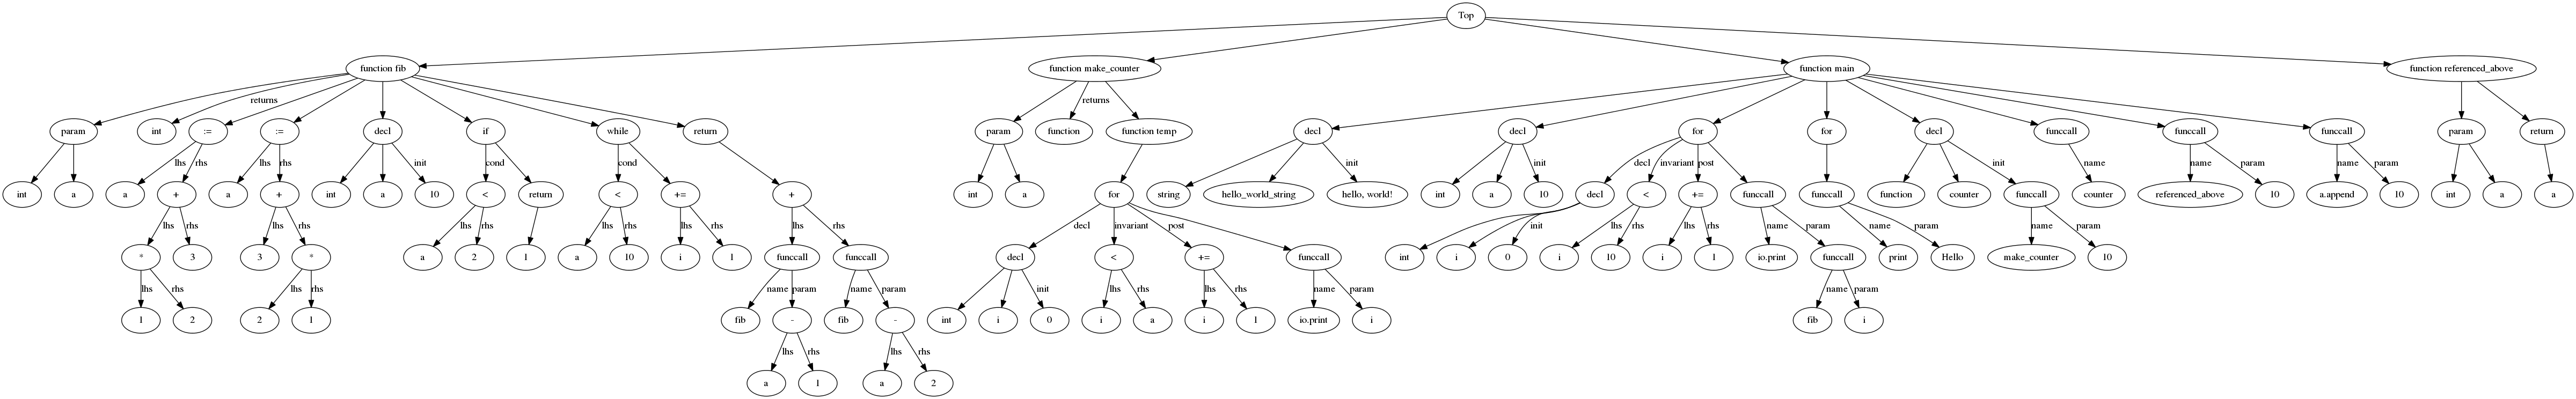 Top
function fib function make_counter function main function referenced_above
returns returns
param int := := decl if while return param function function temp decl decl for for decl funccall funccall funccall param return
lhs rhs lhs rhs init cond cond init init decl invariant post init name name param name param
int a a + a + int a 10 < return < += + int a for string hello_world_string hello, world! int a 10 decl < += funccall funccall function counter funccall counter referenced_above 10 a.append 10 int a a
lhs rhs lhs rhs lhs rhs lhs rhs lhs rhs lhs rhs decl invariant post init lhs rhs lhs rhs name param name param name param
* 3 3 * a 2 1 a 10 i 1 funccall funccall decl < += funccall int i 0 i 10 i 1 io.print funccall print Hello make_counter 10
lhs rhs lhs rhs name param name param init lhs rhs lhs rhs name param name param
1 2 2 1 fib - fib - int i 0 i a i 1 io.print i fib i
lhs rhs lhs rhs
a 1 a 2